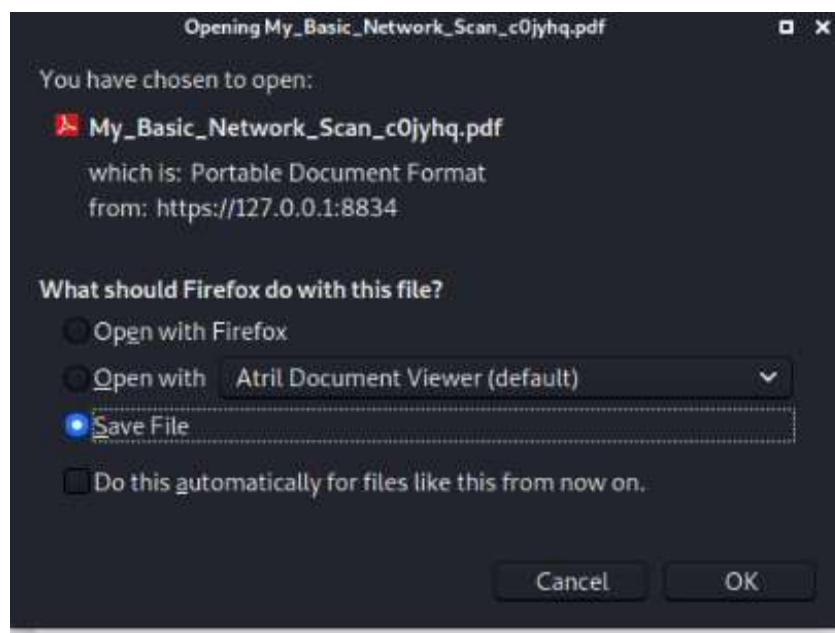 Opening My_Basic_Network_Scan_c0jyhq.pdf
You have chosen to open:
My_Basic_Network_Scan_c0jyhq.pdf
which is: Portable Document Format
from: https://127.0.0.1:8834
What should Firefox do with this file?
Open with Firefox
Open with Atril Document Viewer (default)
Save File
Do this automatically for files like this from now on.
Cancel OK